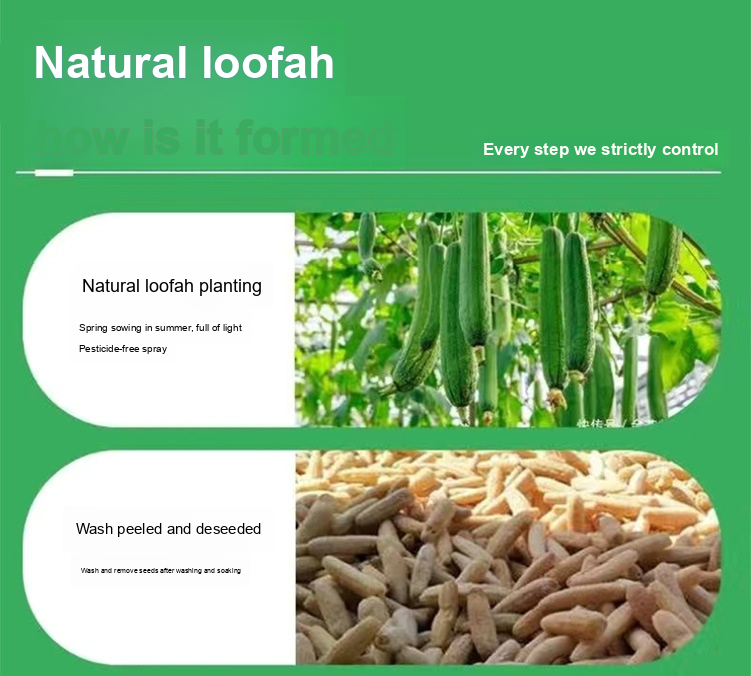 Natural loofah
how is it formed
Every step we strictly control
Natural loofah planting
Spring sowing in summer, full of light
Pesticide-free spray
Wash peeled and deseeded
Wash and remove seeds after washing and soaking